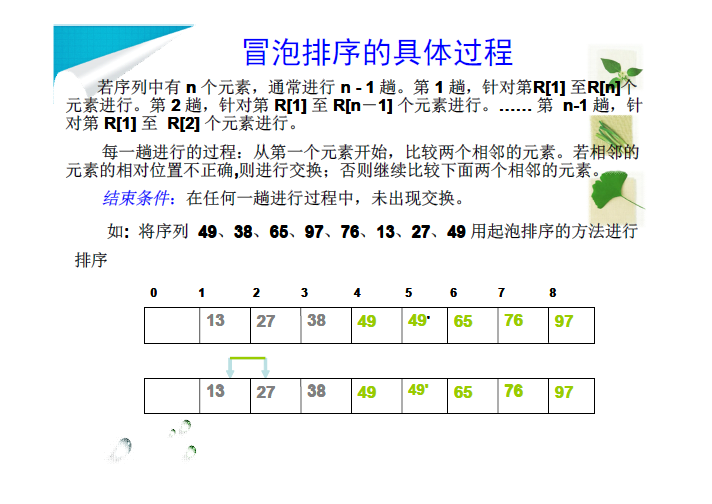 冒泡排序的具体过程
若序列中有 n 个元素，通常进行 n - 1 趟。第 1 趟，针对第R[1] 至R[n]个
元素进行。第 2 趟，针对第 R[1] 至 R[n－1] 个元素进行。…… 第 n-1 趟，针
对第 R[1] 至 R[2] 个元素进行。
每一趟进行的过程：从第一个元素开始，比较两个相邻的元素。若相邻的
元素的相对位置不正确,则进行交换；否则继续比较下面两个相邻的元素。
结束条件：在任何一趟进行过程中，未出现交换。
如: 将序列 49、38、65、97、76、13、27、49 用起泡排序的方法进行
排序
0 1 2 3 4 5 6 7 8
13 27 38 49 49· 65 76 97
13 27 38 49 49' 65 76 97